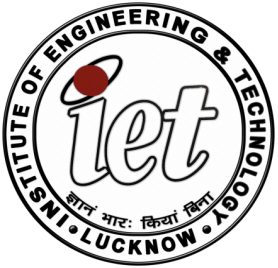 INSTITUTE OF ENGINEERING & TECHNOLOGY
iet
ज्ञानं भारः कियां बिना
• LUCKNOW •